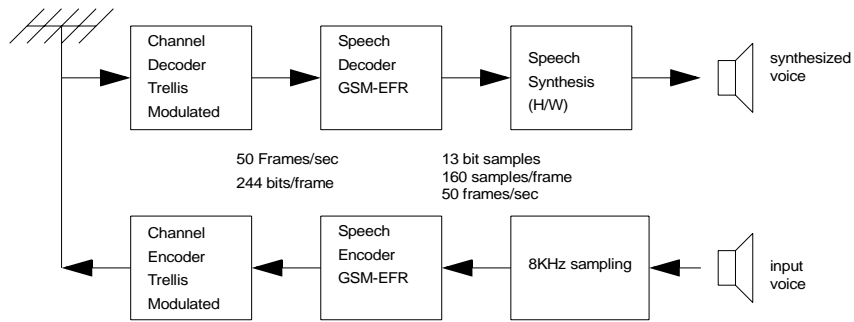 Channel
Decoder
Trellis
Modulated
Speech
Decoder
GSM-EFR
Speech
Synthesis
(H/W)
synthesized
voice
50 Frames/sec
244 bits/frame
13 bit samples
160 samples/frame
50 frames/sec
Channel
Encoder
Trellis
Modulated
Speech
Encoder
GSM-EFR
8KHz sampling
input
voice